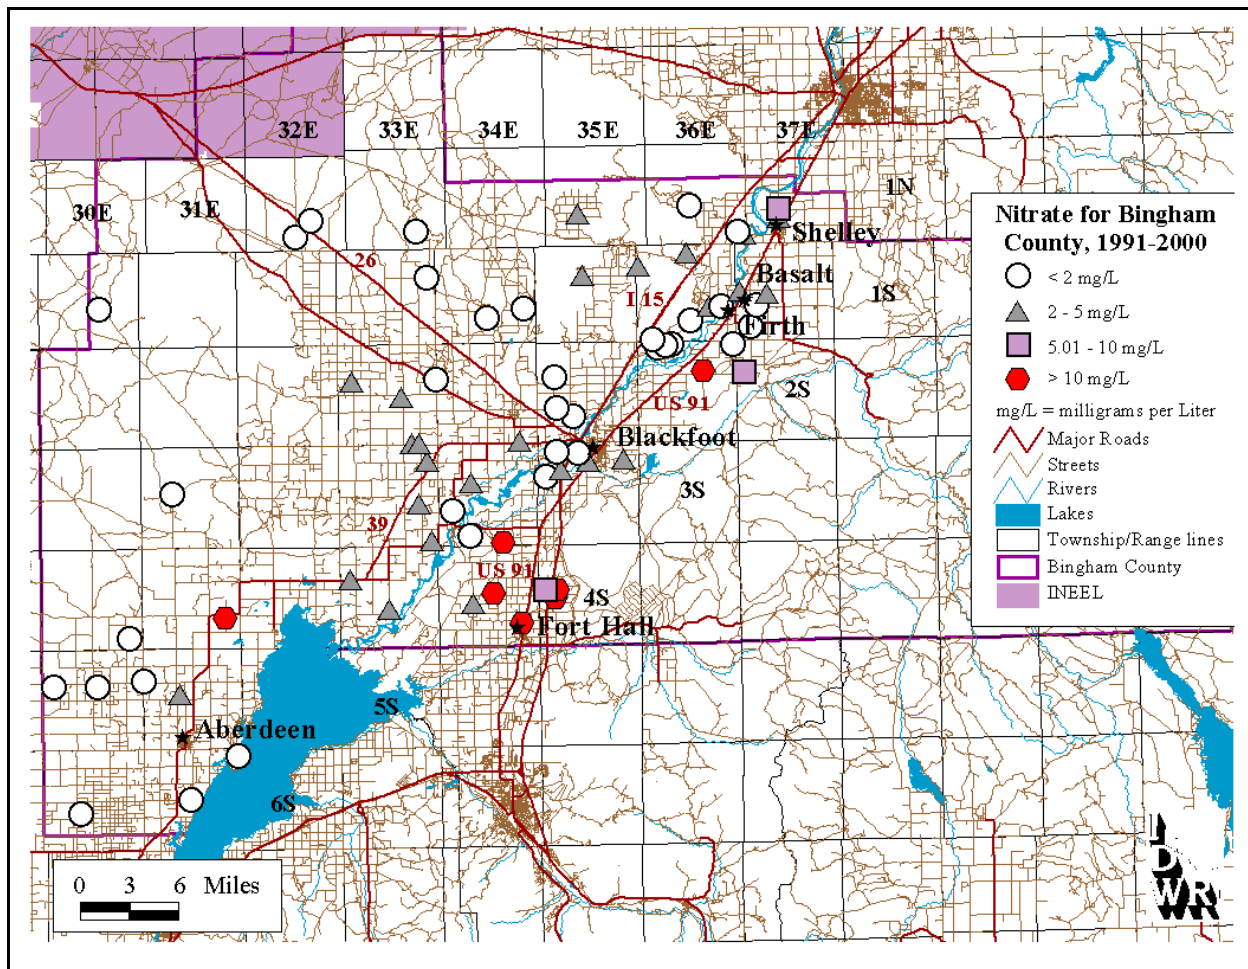 32E
33E
34E
35E
36E
37E
1N
30E
31E
Nitrate for Bingham
County, 1991-2000
Shelley
26
< 2 mg/L
Basalt
I 15
1S
2 - 5 mg/L
Firth
5.01 - 10 mg/L
> 10 mg/L
2S
US 91
mg/L = milligrams per Liter
Blackfoot
Major Roads
Streets
3S
Rivers
39
Lakes
Township/Range lines
US 91
Bingham County
4S
INEEL
Fort Hall
5S
Aberdeen
6S
0 3 6 Miles
I
D
WR